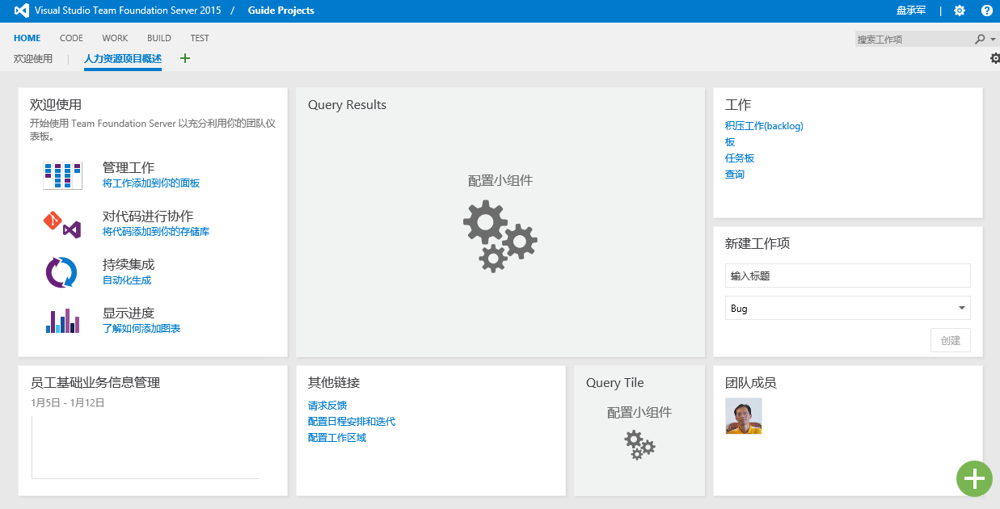 Visual Studio Team Foundation Server 2015 / Guide Projects
盘承军 |
HOME CODE WORK BUILD TEST
搜索工作项
欢迎使用 | 人力资源项目概述 +
欢迎使用
开始使用 Team Foundation Server 以充分利用你的团队仪
表板。
管理工作
将工作添加到你的面板
对代码进行协作
将代码添加到你的存储库
持续集成
自动化生成
显示进度
了解如何添加图表
Query Results
配置小组件
工作
积压工作(backlog)
板
任务板
查询
新建工作项
输入标题
Bug
创建
员工基础业务信息管理
1月5日 - 1月12日
其他链接
请求反馈
配置日程安排和迭代
配置工作区域
Query Tile
配置小组件
团队成员